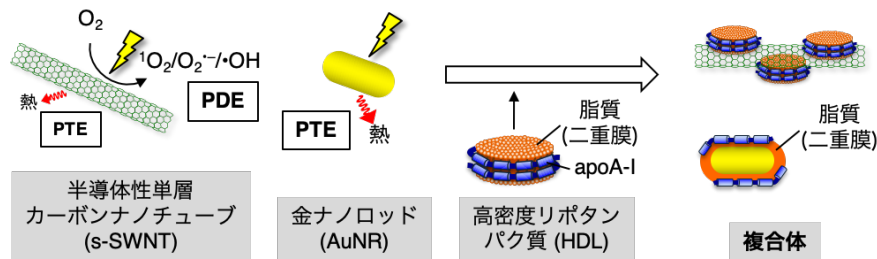 O2
¹O2/O2•−/•OH
熱
PTE
PDE
半導体性単層
カーボンナノチューブ
(s-SWNT)
PTE
熱
金ナノロッド
(AuNR)
脂質
(二重膜)
apoA-I
高密度リポタン
パク質 (HDL)
脂質
(二重膜)
複合体